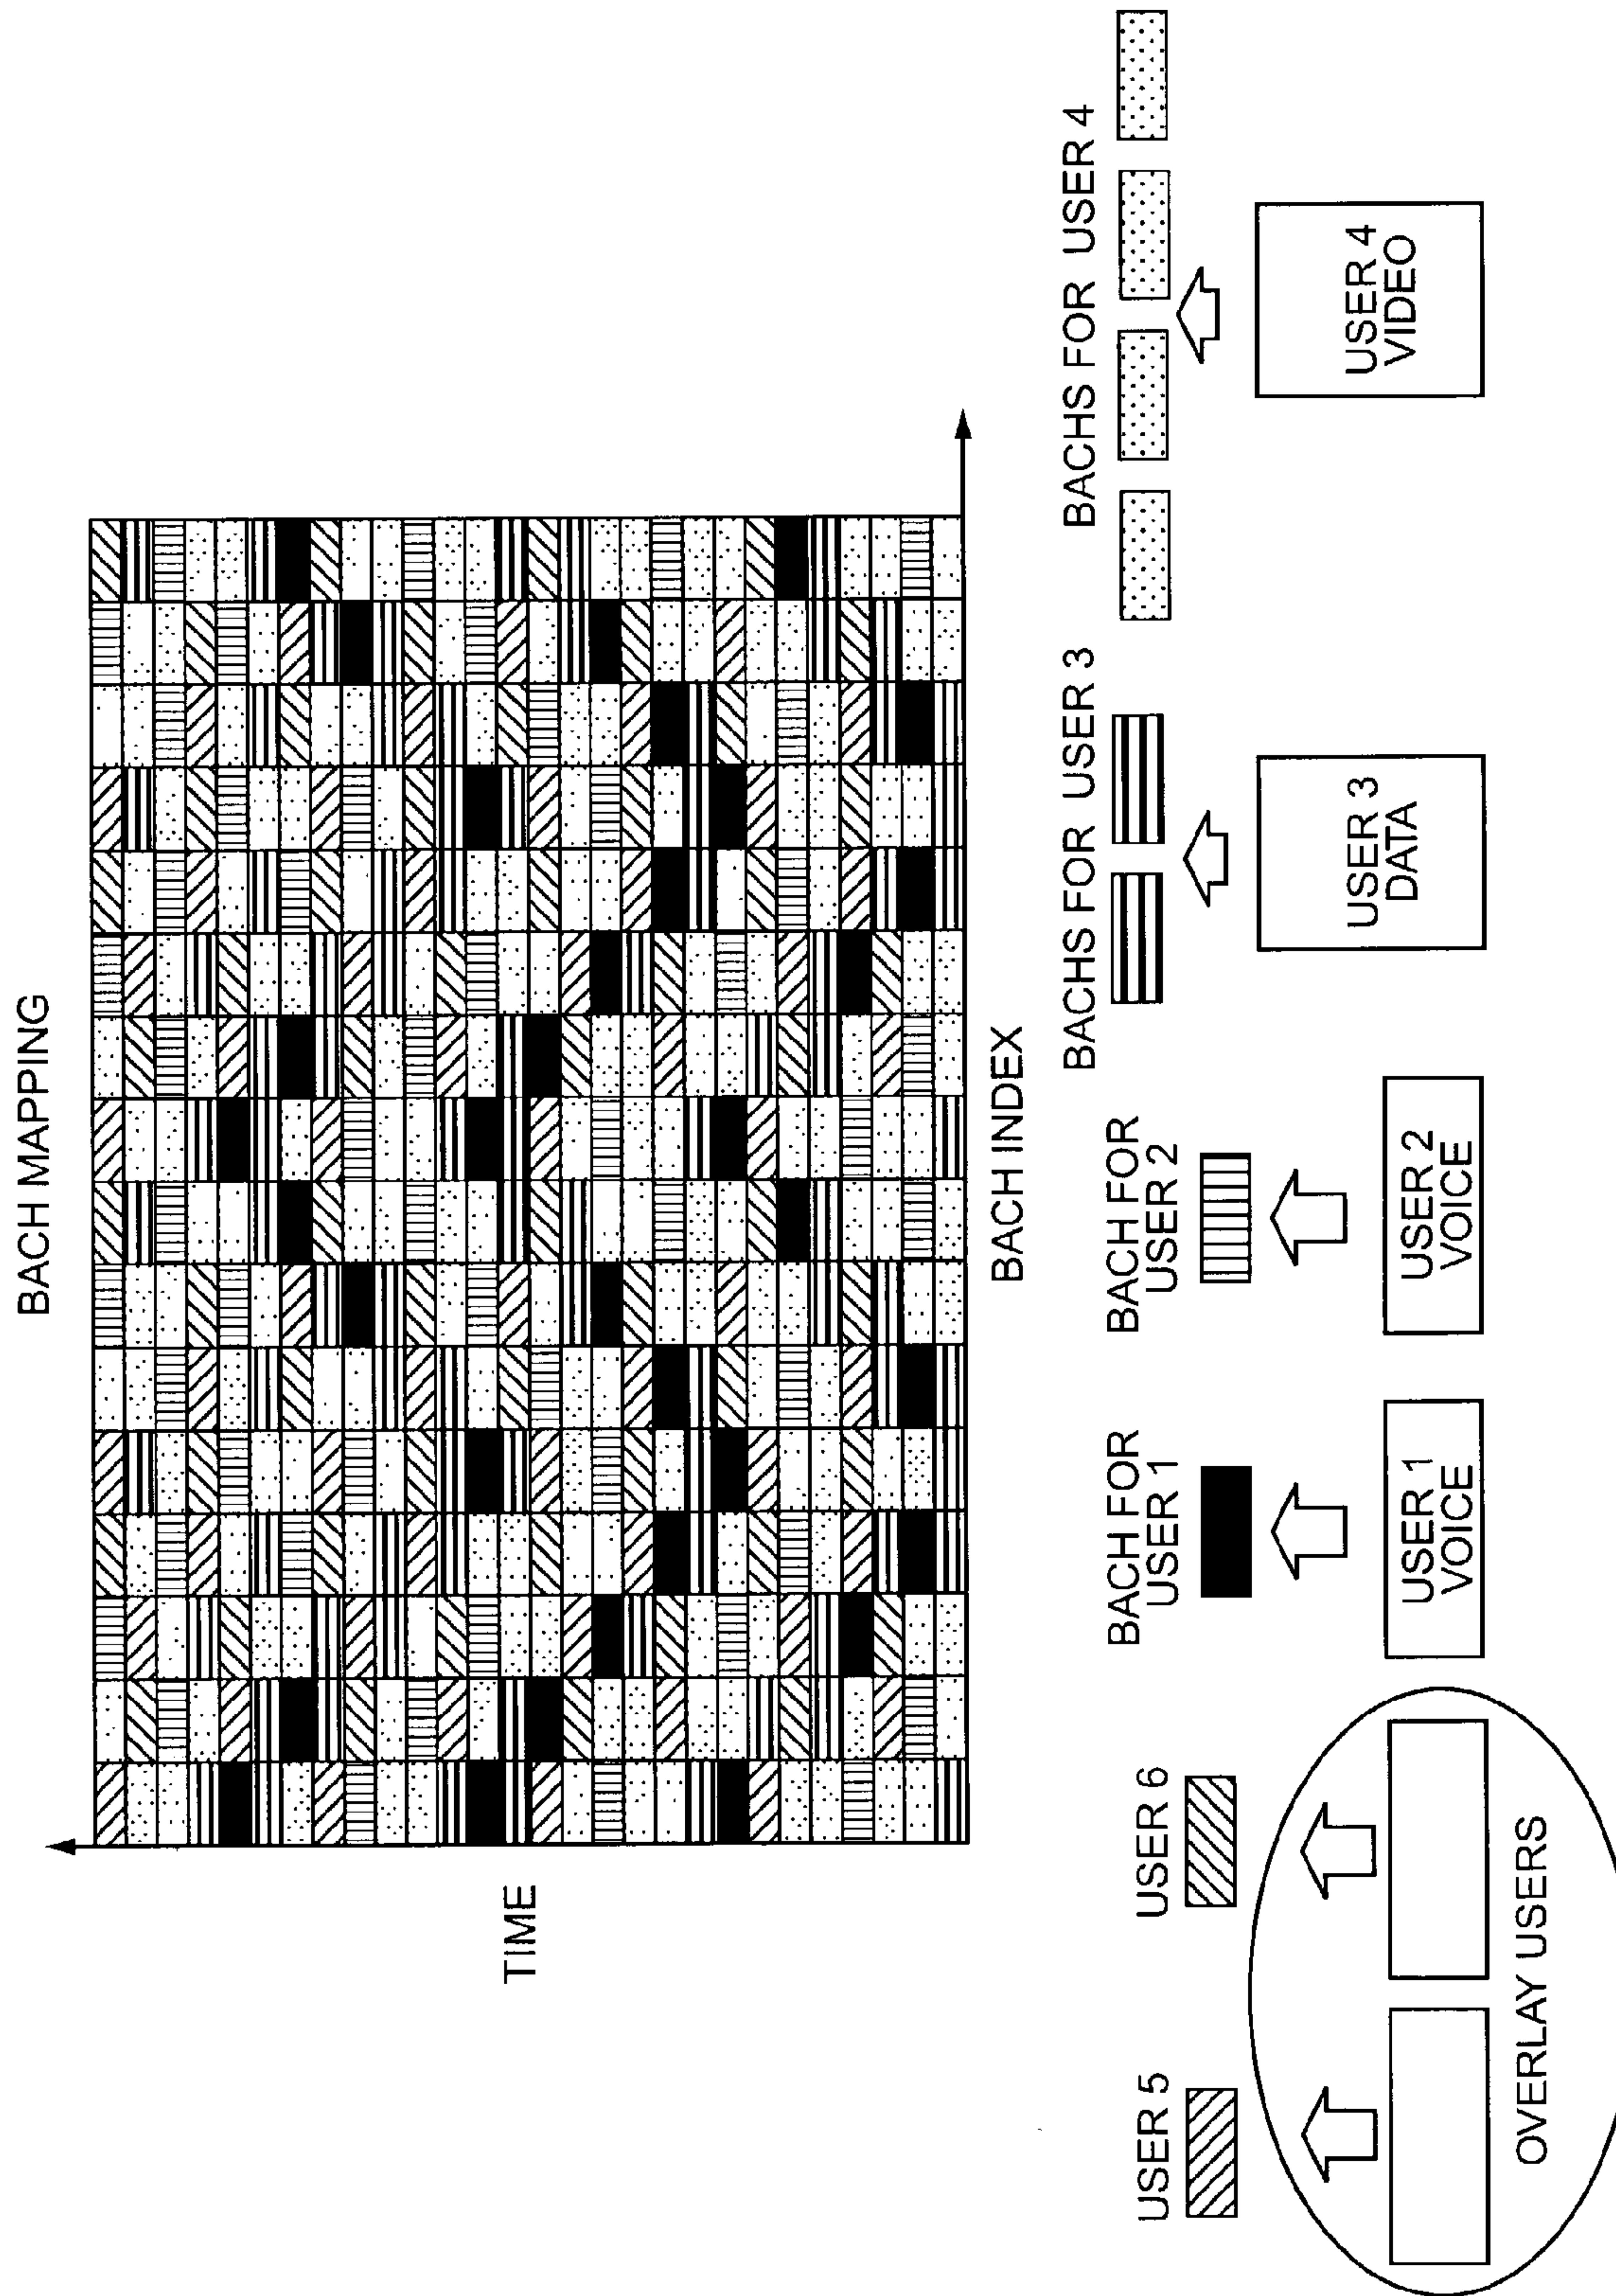 BACH MAPPING
TIME
BACH INDEX
USER 5
USER 6
BACH FOR
USER 1
BACH FOR
USER 2
BACHS FOR USER 3
BACHS FOR USER 4
OVERLAY USERS
USER 1
VOICE
USER 2
VOICE
USER 3
DATA
USER 4
VIDEO